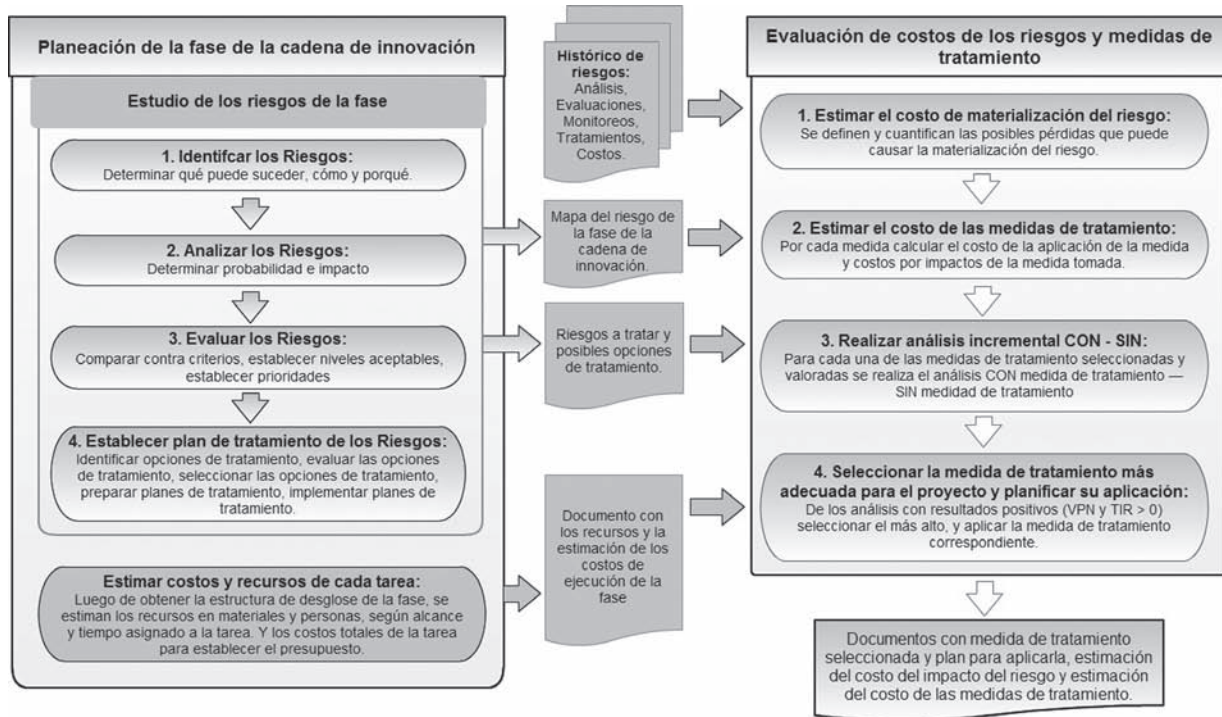 Planeación de la fase de la cadena de innovación
Estudio de los riesgos de la fase
1. Identifcar los Riesgos:
Determinar qué puede suceder, cómo y porqué.
2. Analizar los Riesgos:
Determinar probabilidad e impacto
3. Evaluar los Riesgos:
Comparar contra criterios, establecer niveles aceptables,
establecer prioridades
4. Establecer plan de tratamiento de los Riesgos:
Identificar opciones de tratamiento, evaluar las opciones
de tratamiento, seleccionar las opciones de tratamiento,
preparar planes de tratamiento, implementar planes de
tratamiento.
Estimar costos y recursos de cada tarea:
Luego de obtener la estructura de desglose de la fase, se
estiman los recursos en materiales y personas, según alcance
y tiempo asignado a la tarea. Y los costos totales de la tarea
para establecer el presupuesto.
Histórico de
riesgos:
Análisis,
Evaluaciones,
Monitoreos,
Tratamientos,
Costos.
Mapa del riesgo de
la fase de la
cadena de
innovación.
Riesgos a tratar y
posibles opciones
de tratamiento.
Documento con
los recursos y la
estimación de los
costos de
ejecución de la
fase
Evaluación de costos de los riesgos y medidas de
tratamiento
1. Estimar el costo de materialización del riesgo:
Se definen y cuantifican las posibles pérdidas que puede
causar la materialización del riesgo.
2. Estimar el costo de las medidas de tratamiento:
Por cada medida calcular el costo de la aplicación de la medida
y costos por impactos de la medida tomada.
3. Realizar análisis incremental CON - SIN:
Para cada una de las medidas de tratamiento seleccionadas y
valoradas se realiza el análisis CON medida de tratamiento —
SIN medidad de tratamiento
4. Seleccionar la medida de tratamiento más
adecuada para el proyecto y planificar su aplicación:
De los análisis con resultados positivos (VPN y TIR > 0)
seleccionar el más alto, y aplicar la medida de tratamiento
correspondiente.
Documentos con medida de tratamiento
seleccionada y plan para aplicarla, estimación
del costo del impacto del riesgo y estimación
del costo de las medidas de tratamiento.